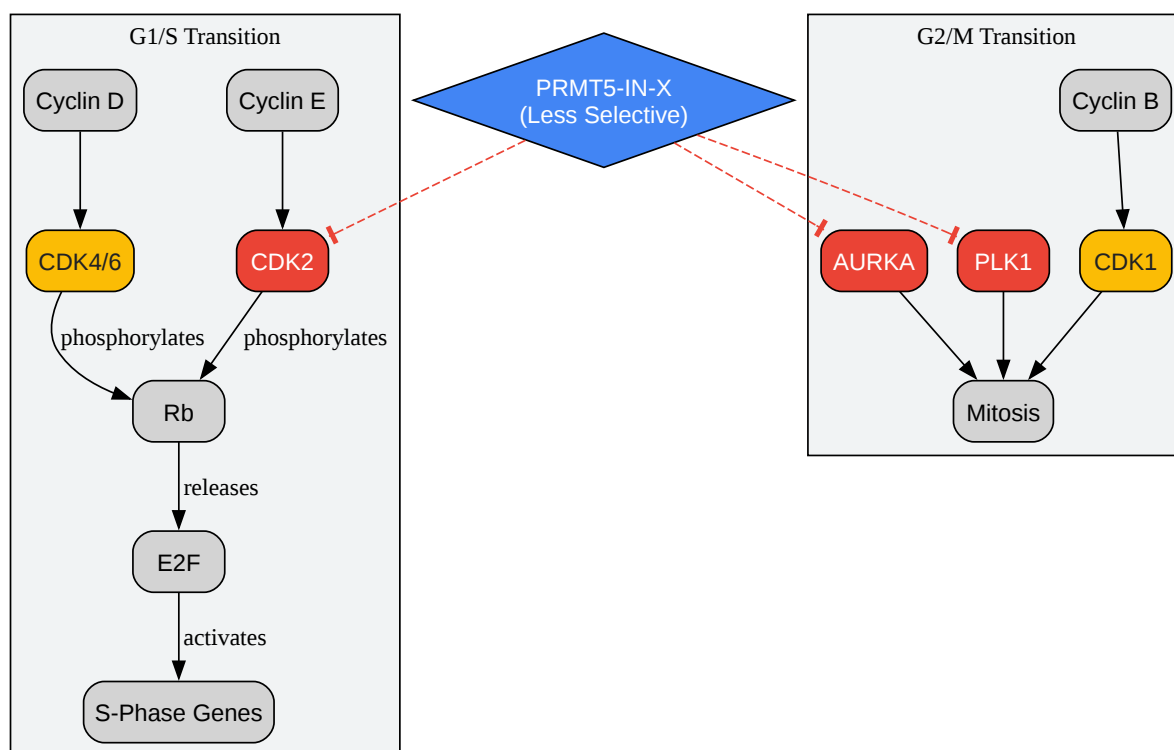 G1/S Transition
Cyclin D
Cyclin E
CDK4/6
CDK2
phosphorylates
phosphorylates
Rb
releases
E2F
activates
S-Phase Genes
PRMT5-IN-X
(Less Selective)
G2/M Transition
Cyclin B
AURKA
PLK1
CDK1
Mitosis